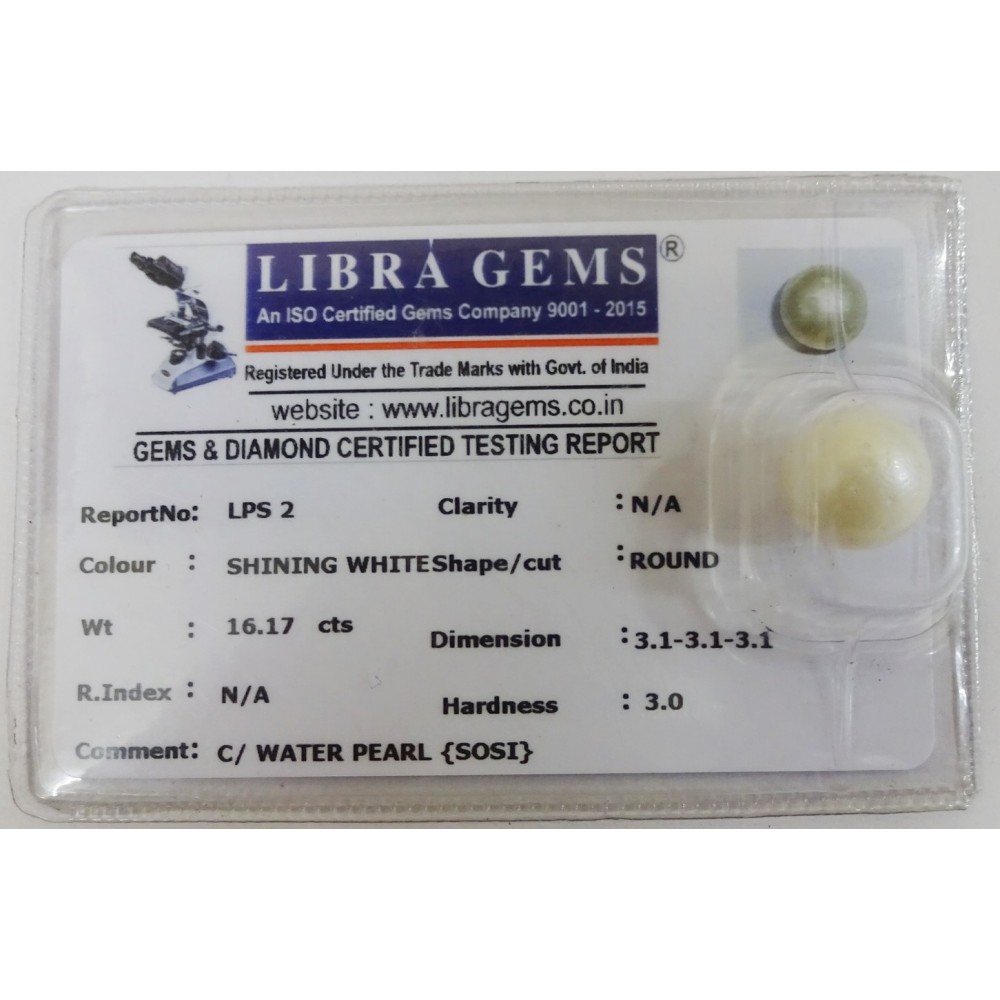 LIBRA GEMS®
An ISO Certified Gems Company 9001 - 2015
Registered Under the Trade Marks with Govt. of India
website : www.libragems.co.in
GEMS & DIAMOND CERTIFIED TESTING REPORT
ReportNo: LPS 2 Clarity : N/A
Colour : SHINING WHITE Shape/cut : ROUND
Wt : 16.17 cts Dimension : 3.1-3.1-3.1
R.Index : N/A Hardness : 3.0
Comment: C/ WATER PEARL {SOSI}